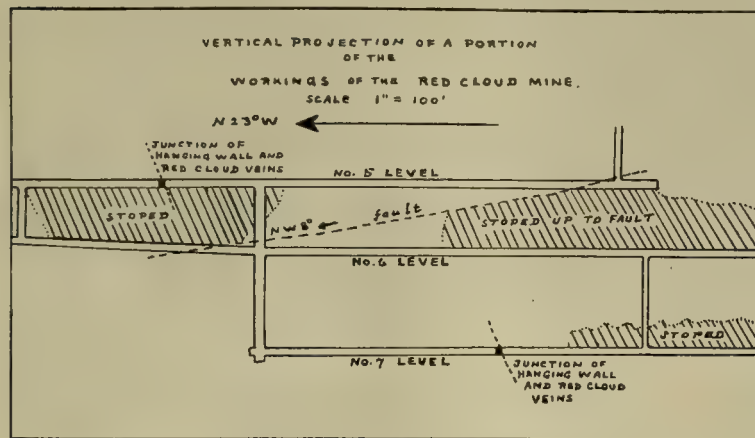 VERTICAL PROJECTION OF A PORTION
OF THE
WORKINGS OF THE RED CLOUD MINE.
SCALE 1" = 100'
N 23° W
JUNCTION OF
HANGING WALL AND
RED CLOUD VEINS
No. 5 LEVEL
STOPED
NW 8°
fault
STOPED UP TO FAULT
No. 6 LEVEL
STOPED
No. 7 LEVEL
JUNCTION OF
HANGING WALL
AND RED CLOUD
VEINS